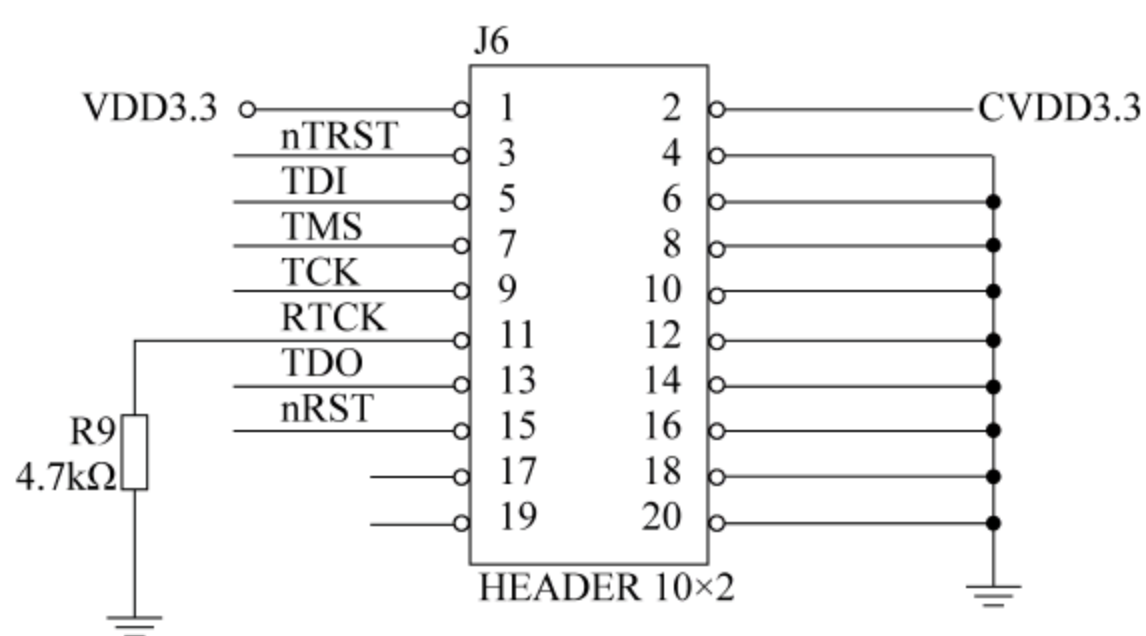 J6
VDD3.3 1 2 CVDD3.3
nTRST 3 4
TDI 5 6
TMS 7 8
TCK 9 10
RTCK 11 12
TDO 13 14
nRST 15 16
R9
4.7kΩ
17 18
19 20
HEADER 10×2